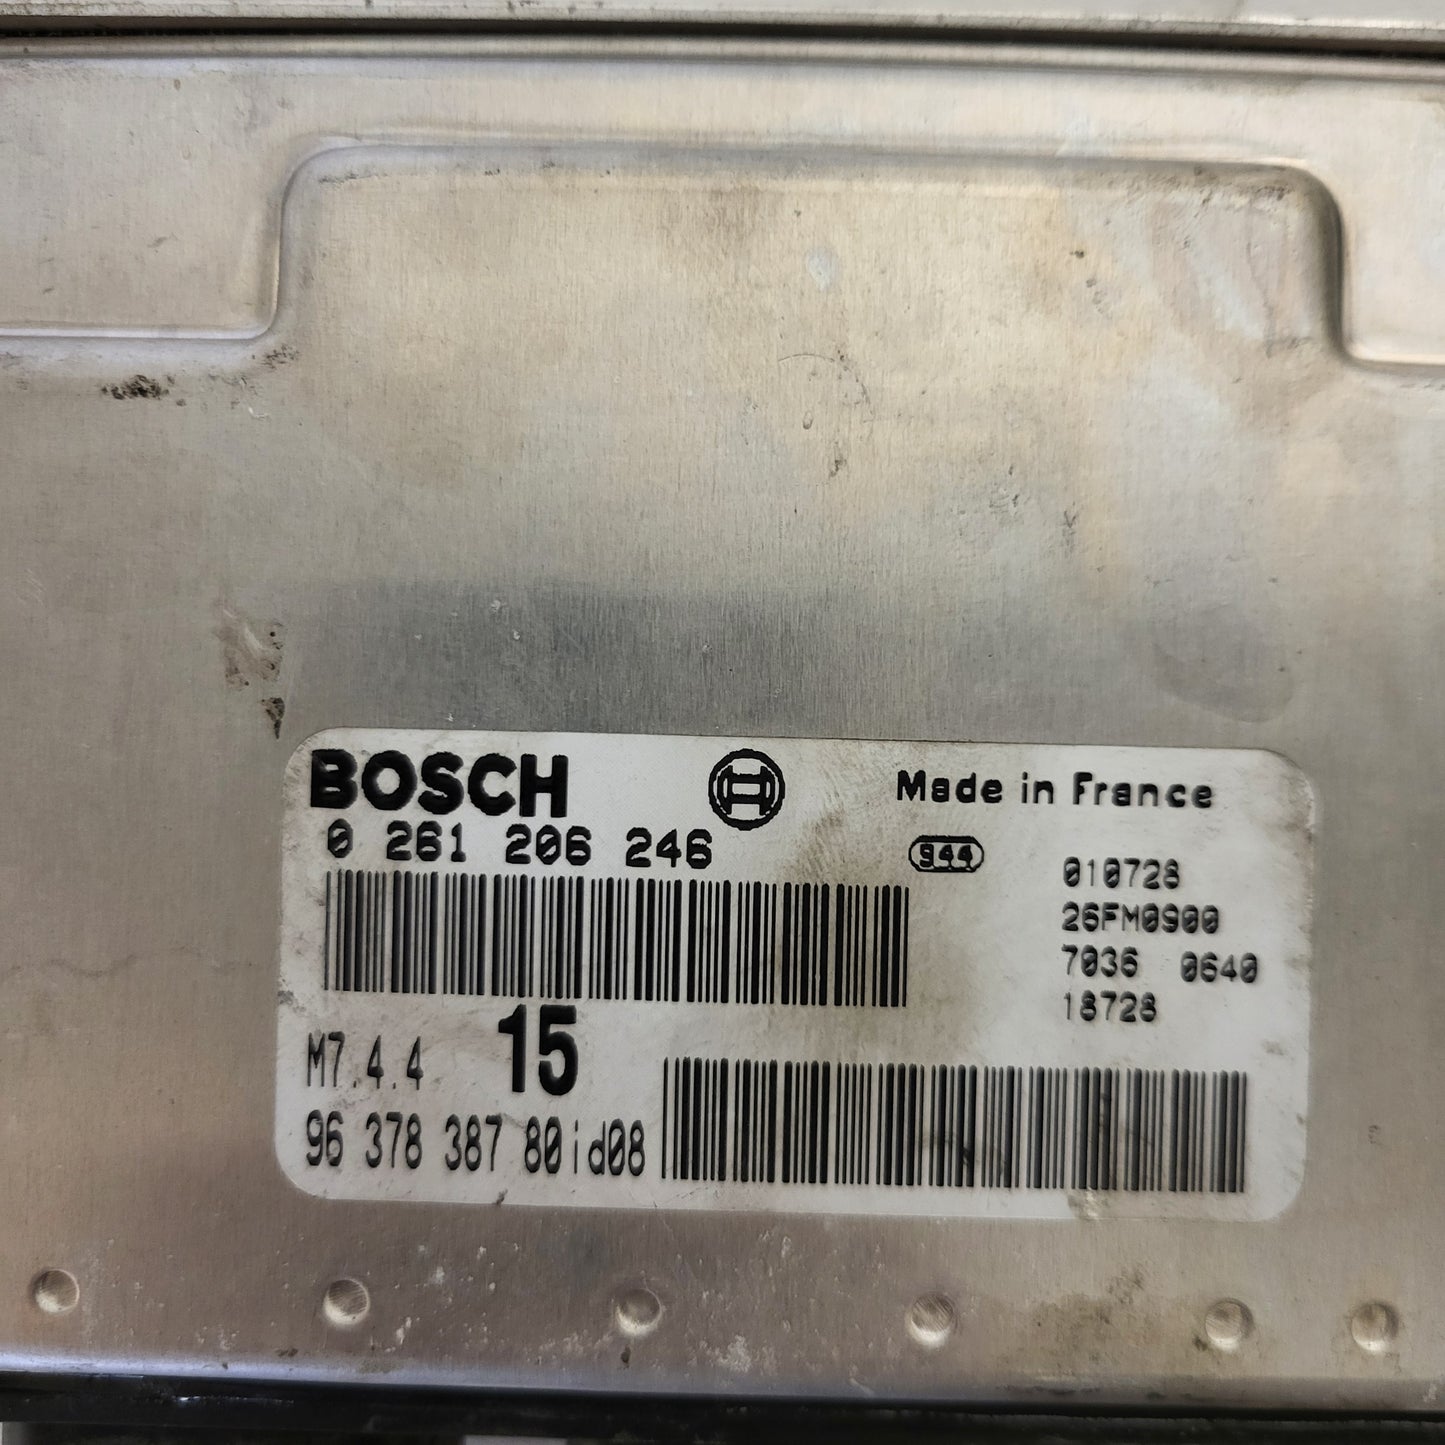 BOSCH
Made in France
0 261 206 246
944
010728
26FM0900
7036 0640
18728
M7.4.4 15
96 378 387 80id08